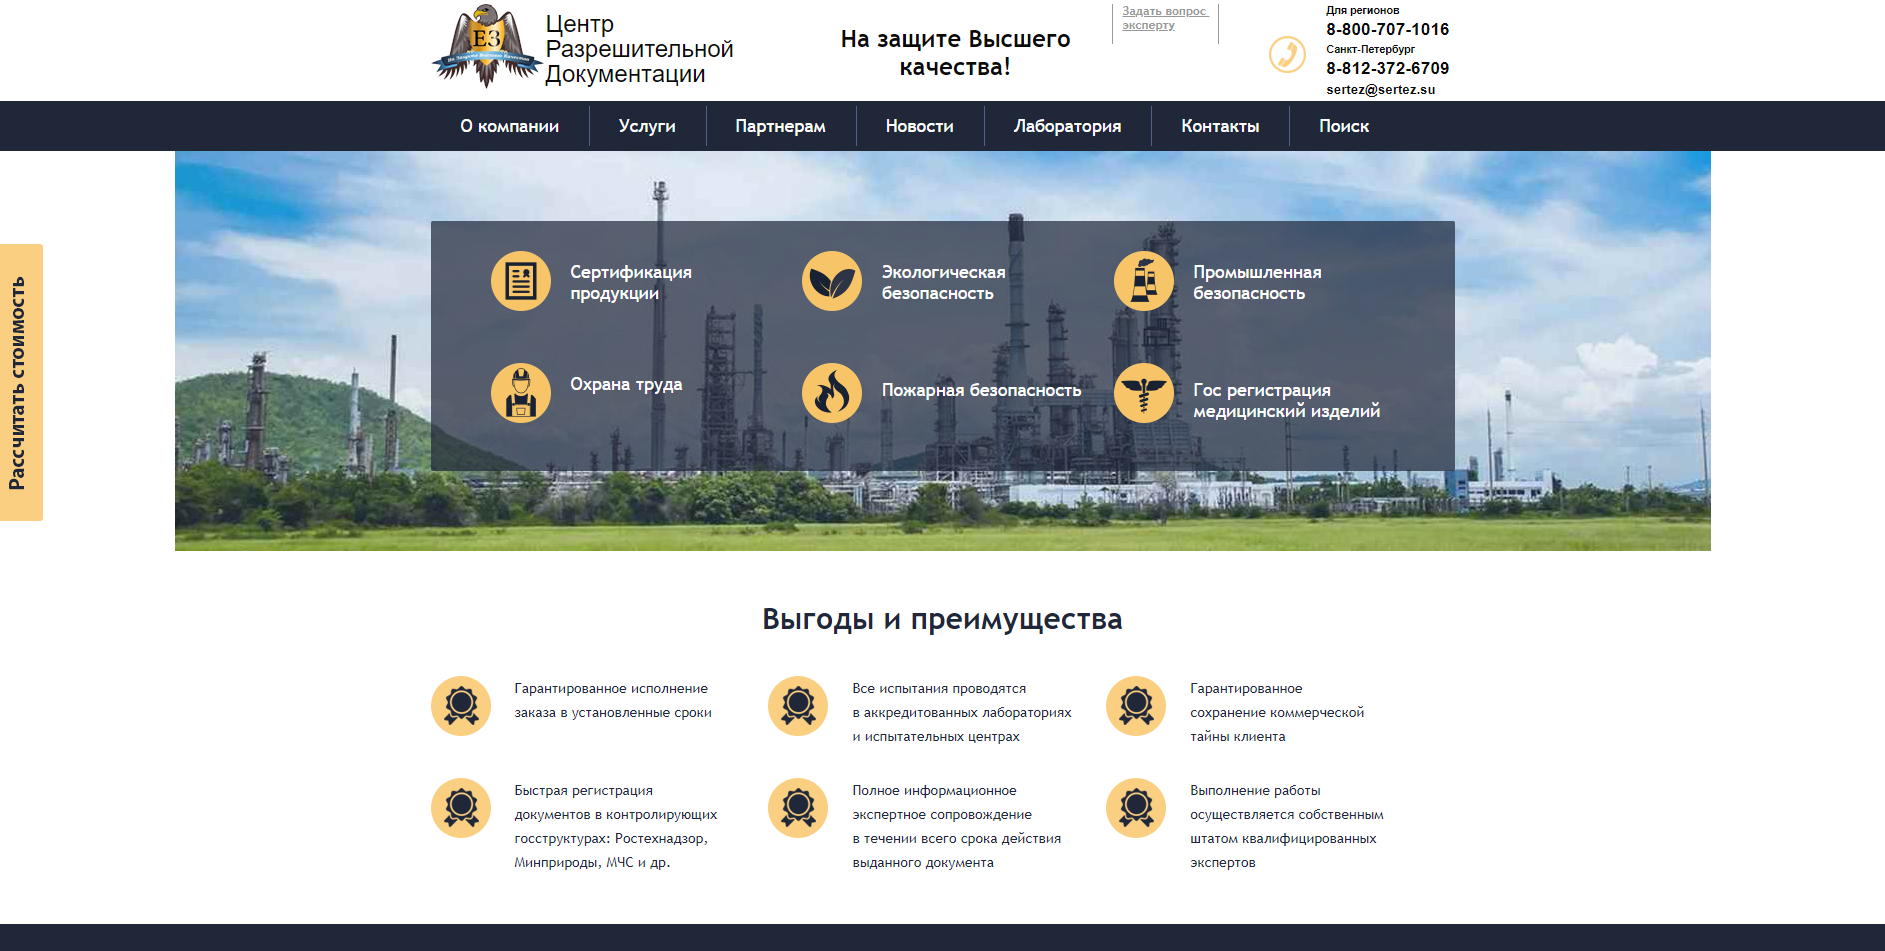 ЕЗ
На Защите Высшего Качества
Центр
Разрешительной
Документации
На защите Высшего
качества!
Задать вопрос
эксперту
Для регионов
8-800-707-1016
Санкт-Петербург
8-812-372-6709
sertez@sertez.su
О компании
Услуги
Партнерам
Новости
Лаборатория
Контакты
Поиск
Рассчитать стоимость
Сертификация
продукции
Экологическая
безопасность
Промышленная
безопасность
Охрана труда
Пожарная безопасность
Гос регистрация
медицинский изделий
Выгоды и преимущества
Гарантированное исполнение
заказа в установленные сроки
Все испытания проводятся
в аккредитованных лабораториях
и испытательных центрах
Гарантированное
сохранение коммерческой
тайны клиента
Быстрая регистрация
документов в контролирующих
госструктурах: Ростехнадзор,
Минприроды, МЧС и др.
Полное информационное
экспертное сопровождение
в течении всего срока действия
выданного документа
Выполнение работы
осуществляется собственным
штатом квалифицированных
экспертов